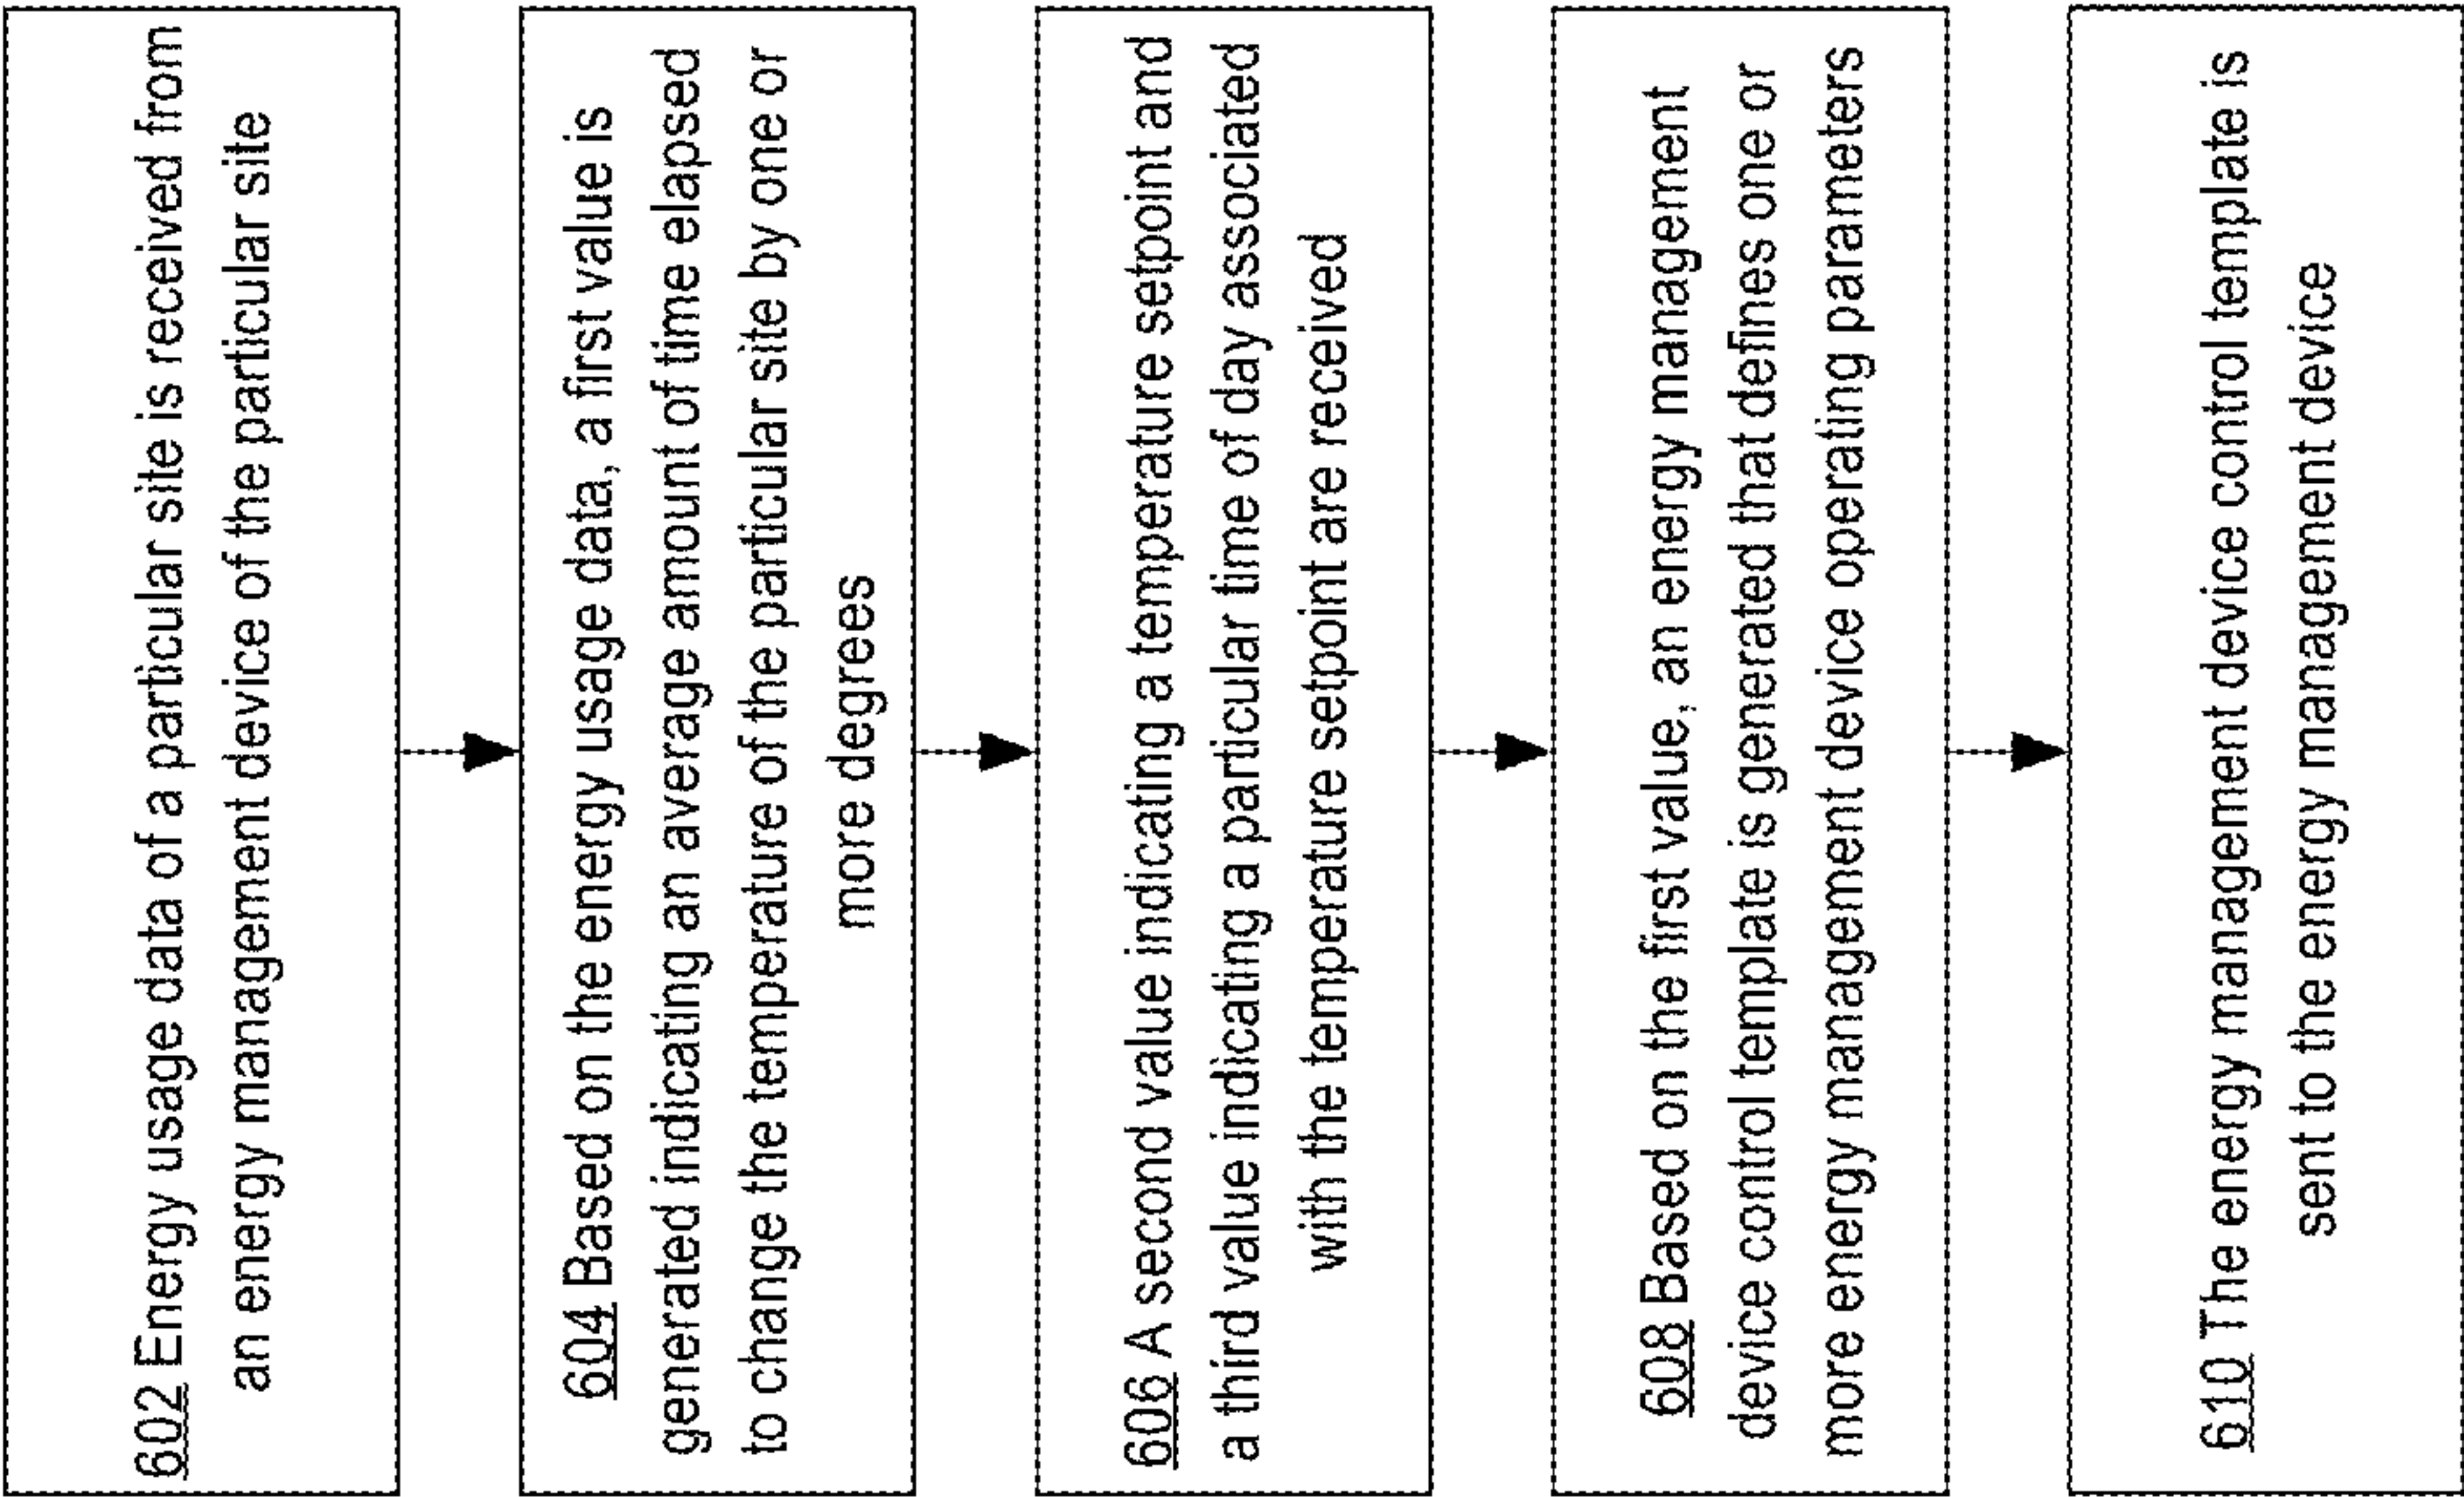 602 Energy usage data of a particular site is received from
an energy management device of the particular site
604 Based on the energy usage data, a first value is
generated indicating an average amount of time elapsed
to change the temperature of the particular site by one or
more degrees
606 A second value indicating a temperature setpoint and
a third value indicating a particular time of day associated
with the temperature setpoint are received
608 Based on the first value, an energy management
device control template is generated that defines one or
more energy management device operating parameters
610 The energy management device control template is
sent to the energy management device